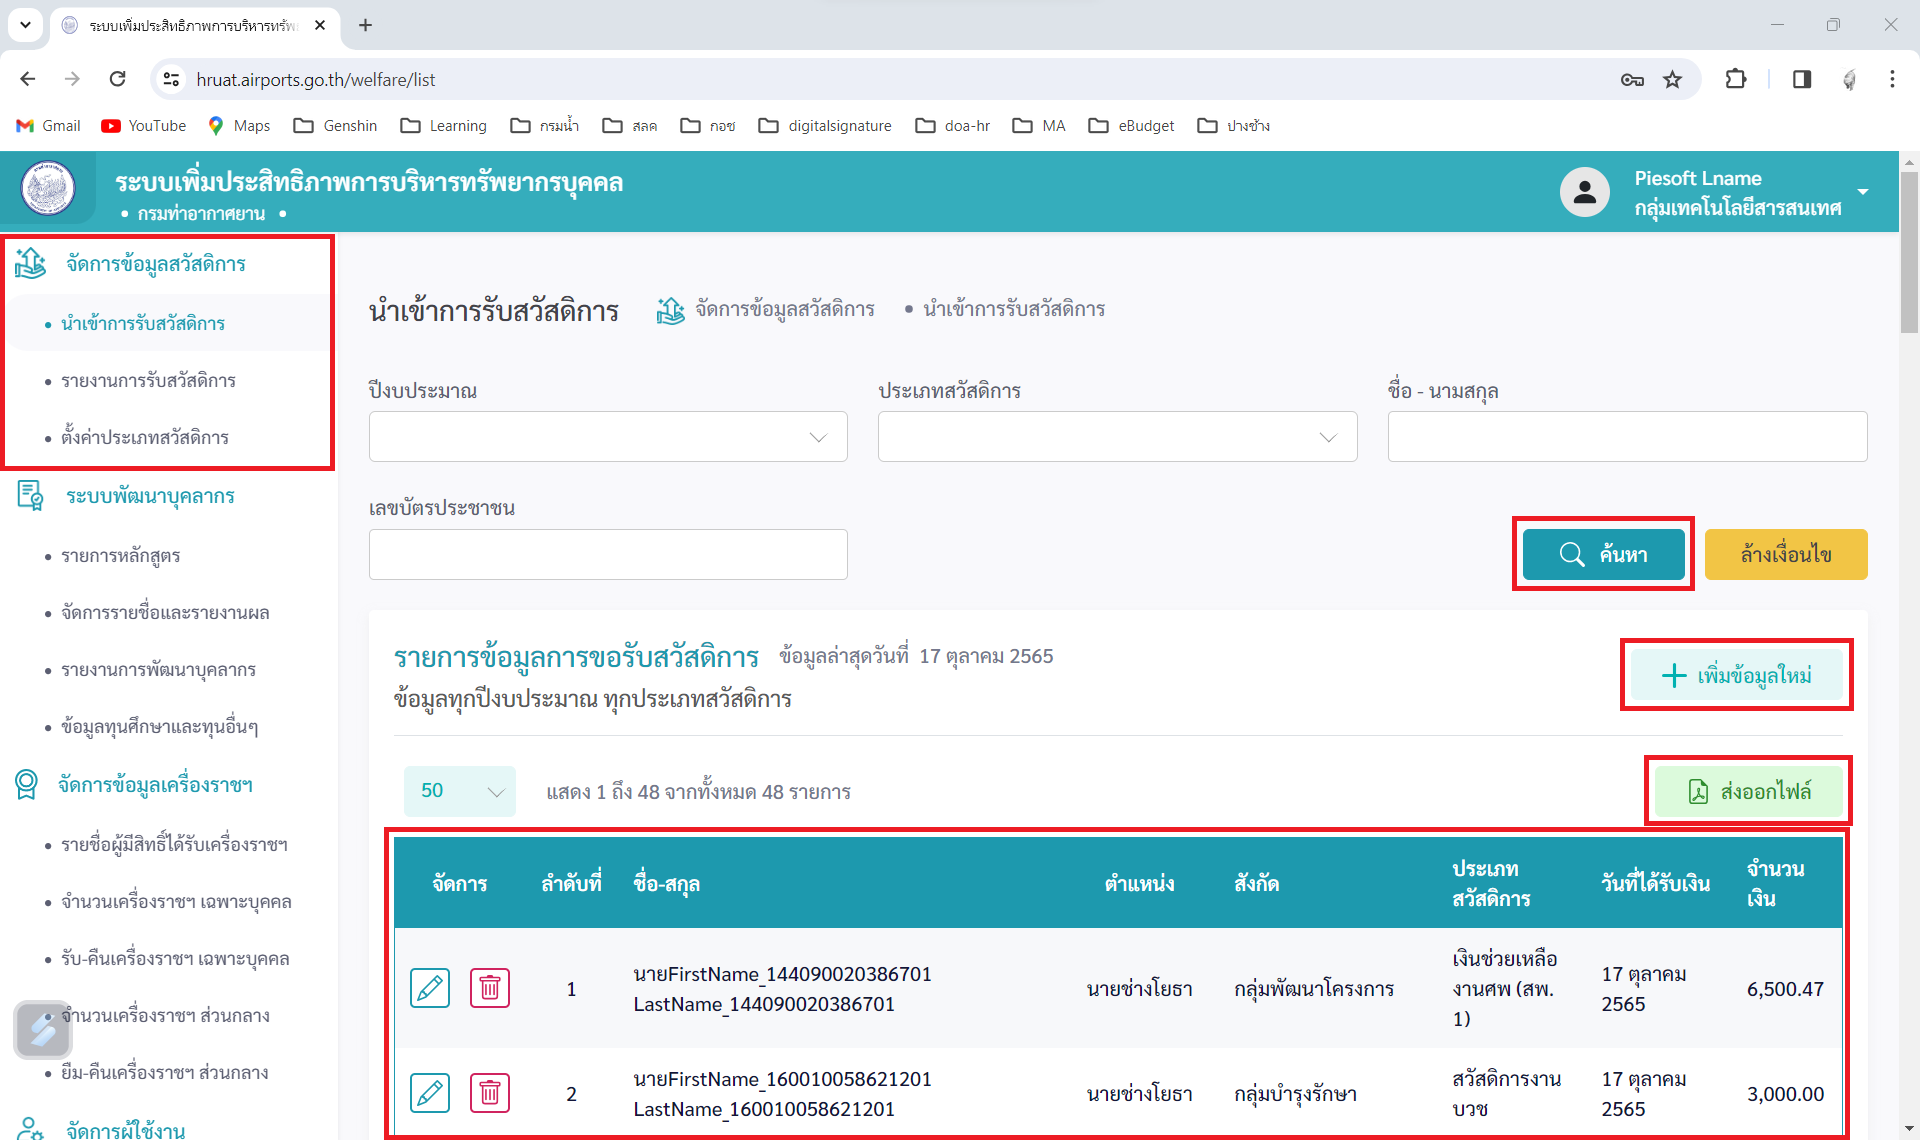 ระบบเพิ่มประสิทธิภาพการบริหารทรัพ
hruat.airports.go.th/welfare/list
Gmail YouTube Maps Genshin Learning กรมน้ำ สลค กอช digitalsignature doa-hr MA eBudget ปางช้าง
ระบบเพิ่มประสิทธิภาพการบริหารทรัพยากรบุคคล
• กรมท่าอากาศยาน •
Piesoft Lname
กลุ่มเทคโนโลยีสารสนเทศ
จัดการข้อมูลสวัสดิการ
• นำเข้าการรับสวัสดิการ
• รายงานการรับสวัสดิการ
• ตั้งค่าประเภทสวัสดิการ
ระบบพัฒนาบุคลากร
• รายการหลักสูตร
• จัดการรายชื่อและรายงานผล
• รายงานการพัฒนาบุคลากร
• ข้อมูลทุนศึกษาและทุนอื่นๆ
จัดการข้อมูลเครื่องราชฯ
• รายชื่อผู้มีสิทธิ์ได้รับเครื่องราชฯ
• จำนวนเครื่องราชฯ เฉพาะบุคคล
• รับ-คืนเครื่องราชฯ เฉพาะบุคคล
• จำนวนเครื่องราชฯ ส่วนกลาง
• ยืม-คืนเครื่องราชฯ ส่วนกลาง
จัดการผู้ใช้งาน
นำเข้าการรับสวัสดิการ จัดการข้อมูลสวัสดิการ • นำเข้าการรับสวัสดิการ
ปีงบประมาณ ประเภทสวัสดิการ ชื่อ - นามสกุล
เลขบัตรประชาชน
ค้นหา ล้างเงื่อนไข
รายการข้อมูลการขอรับสวัสดิการ ข้อมูลล่าสุดวันที่ 17 ตุลาคม 2565
ข้อมูลทุกปีงบประมาณ ทุกประเภทสวัสดิการ
เพิ่มข้อมูลใหม่
50 แสดง 1 ถึง 48 จากทั้งหมด 48 รายการ
ส่งออกไฟล์
จัดการ ลำดับที่ ชื่อ-สกุล ตำแหน่ง สังกัด ประเภท สวัสดิการ วันที่ได้รับเงิน จำนวน เงิน
1 นายFirstName_144090020386701 LastName_144090020386701 นายช่างโยธา กลุ่มพัฒนาโครงการ เงินช่วยเหลือ งานศพ (สพ. 1) 17 ตุลาคม 2565 6,500.47
2 นายFirstName_160010058621201 LastName_160010058621201 นายช่างโยธา กลุ่มบำรุงรักษา สวัสดิการงาน บวช 17 ตุลาคม 2565 3,000.00